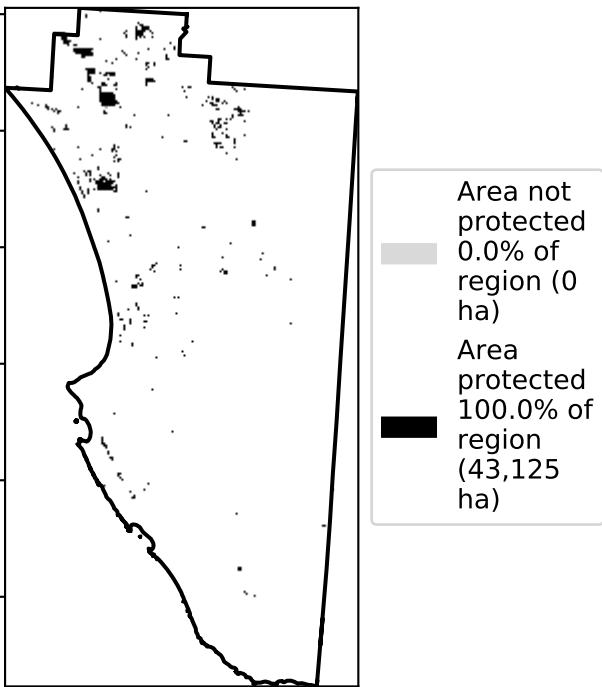 Area not
protected
0.0% of
region (0
ha)
Area
protected
100.0% of
region
(43,125
ha)